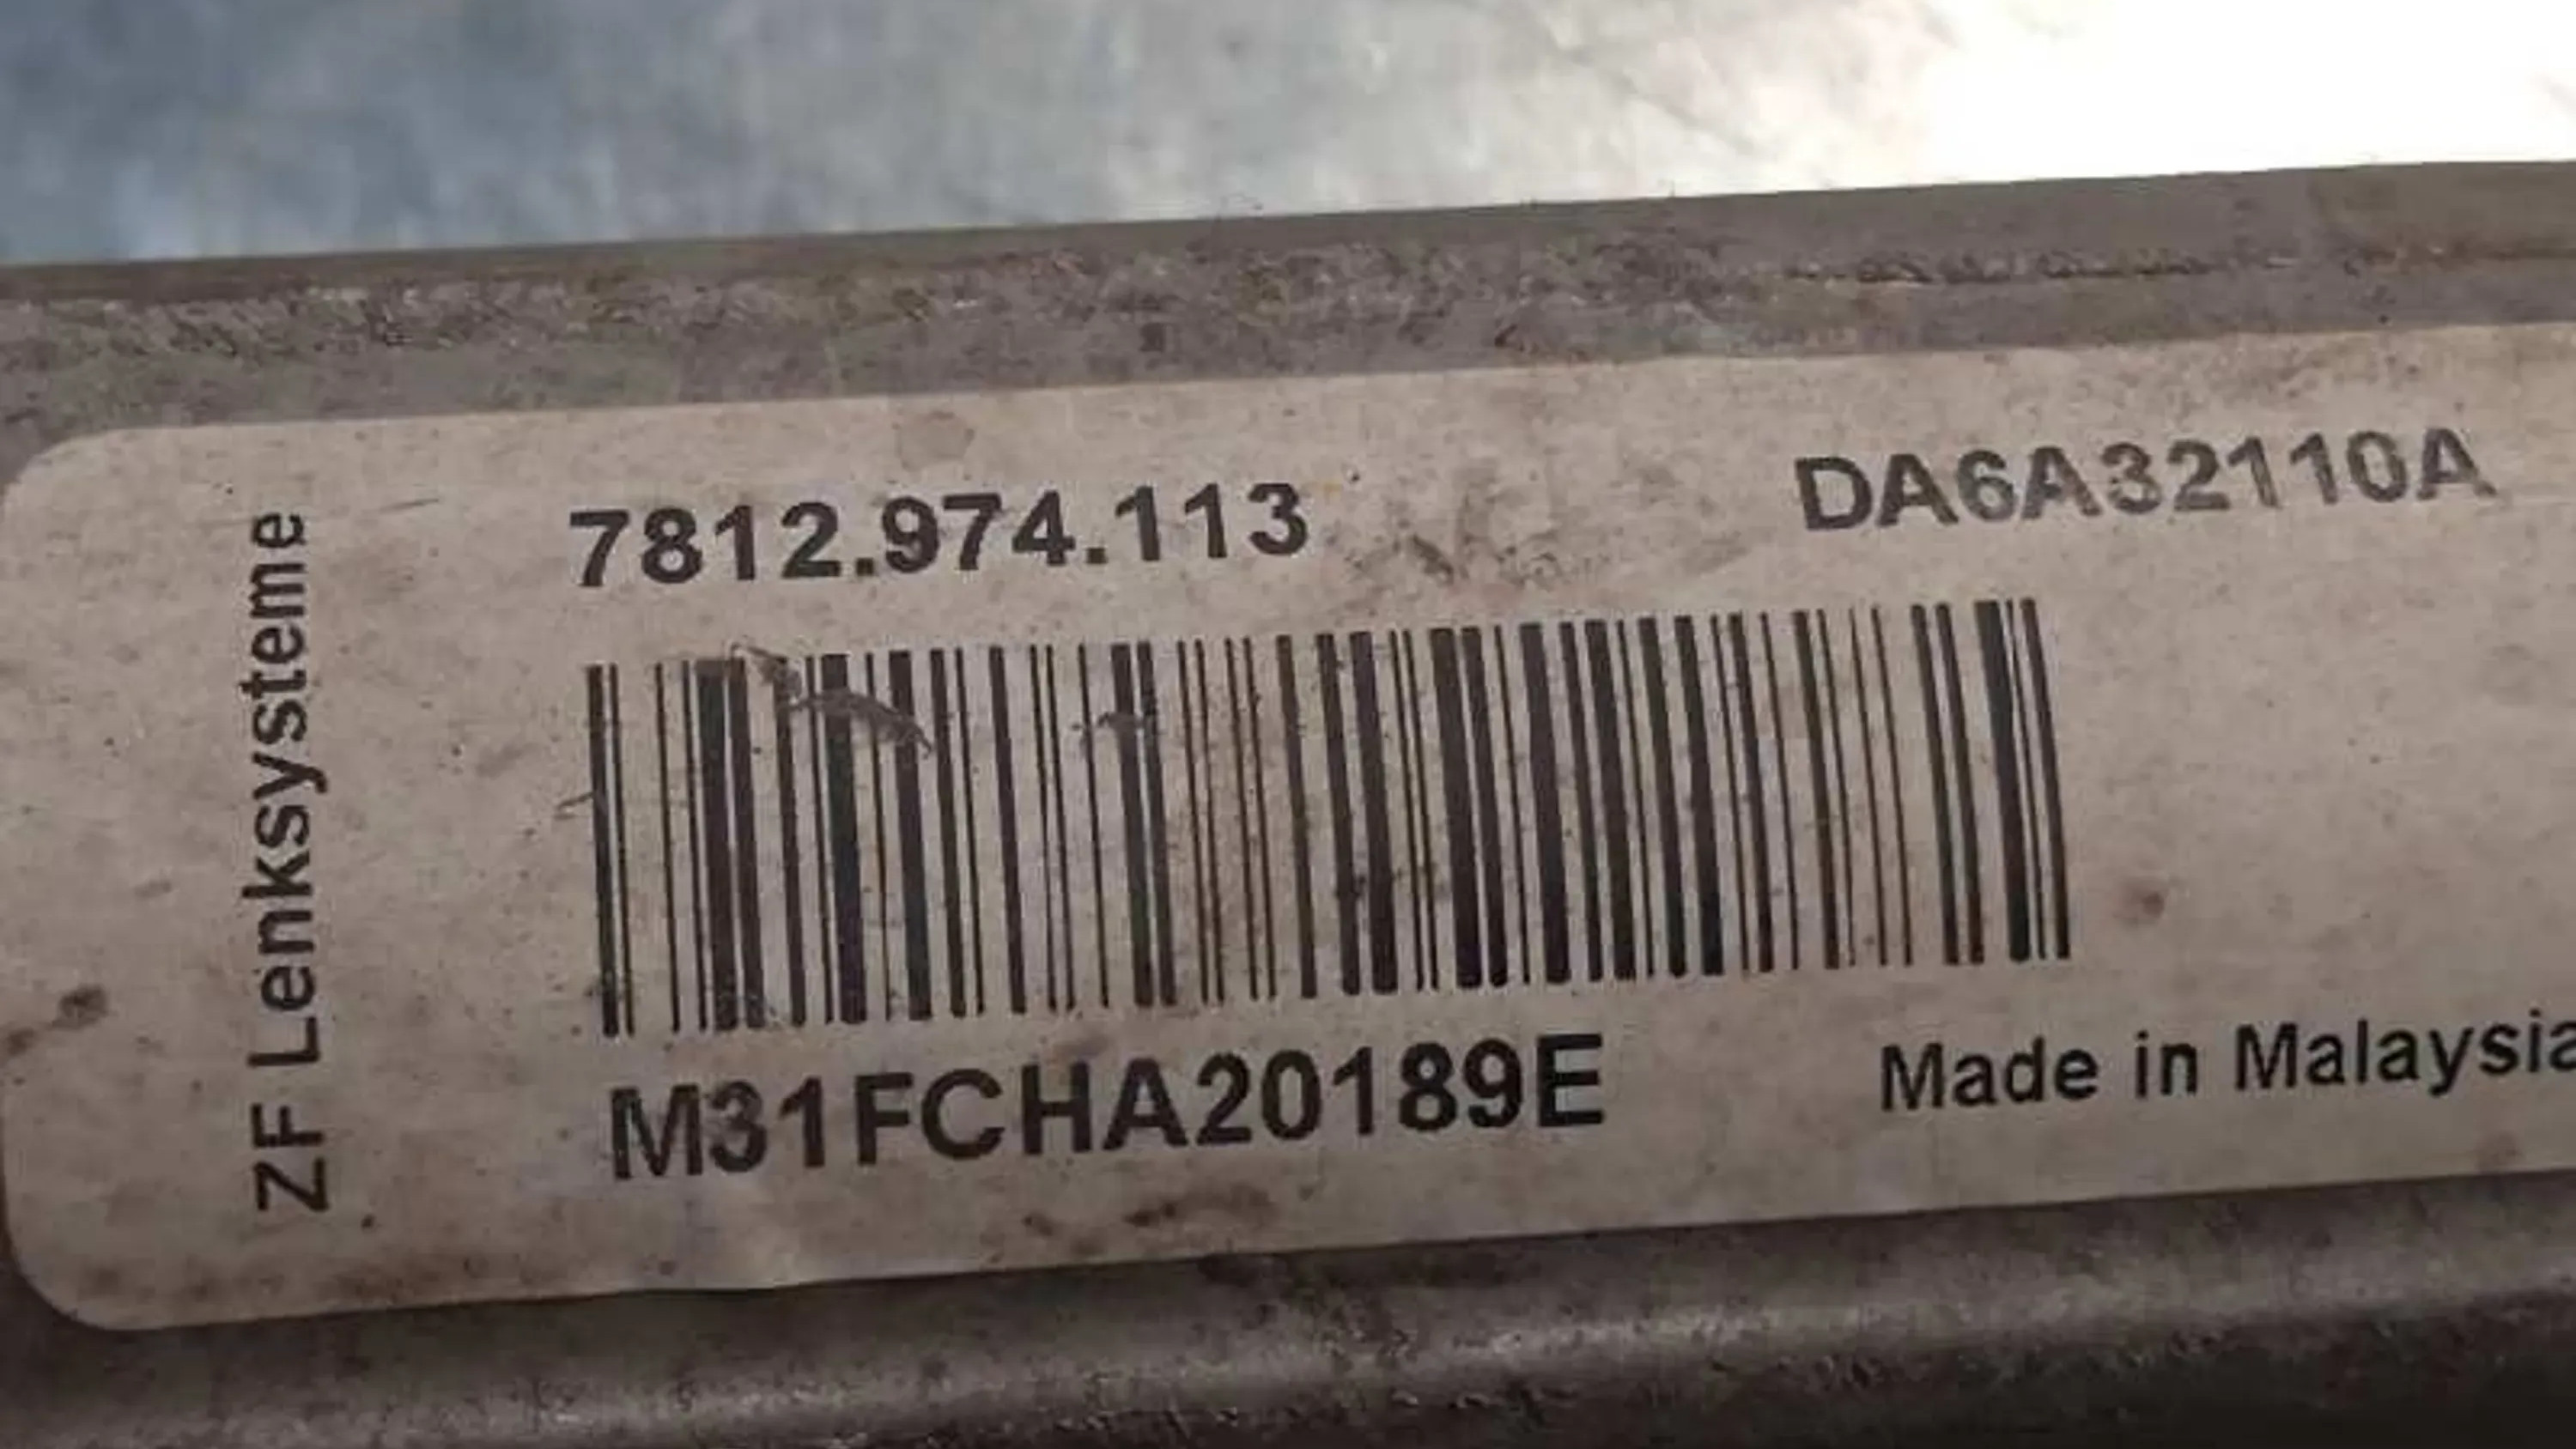 ZF Lenksysteme
7812.974.113
DA6A32110A
M31FCHA20189E
Made in Malaysia